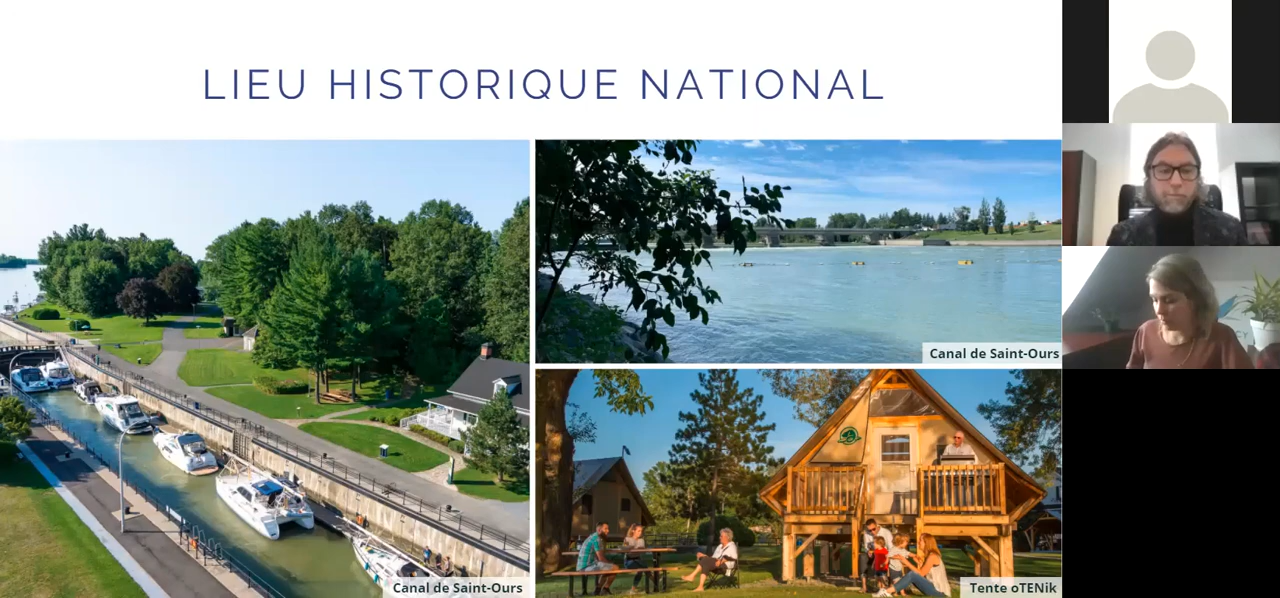 LIEU HISTORIQUE NATIONAL
Canal de Saint-Ours
Canal de Saint-Ours
Tente oTENik